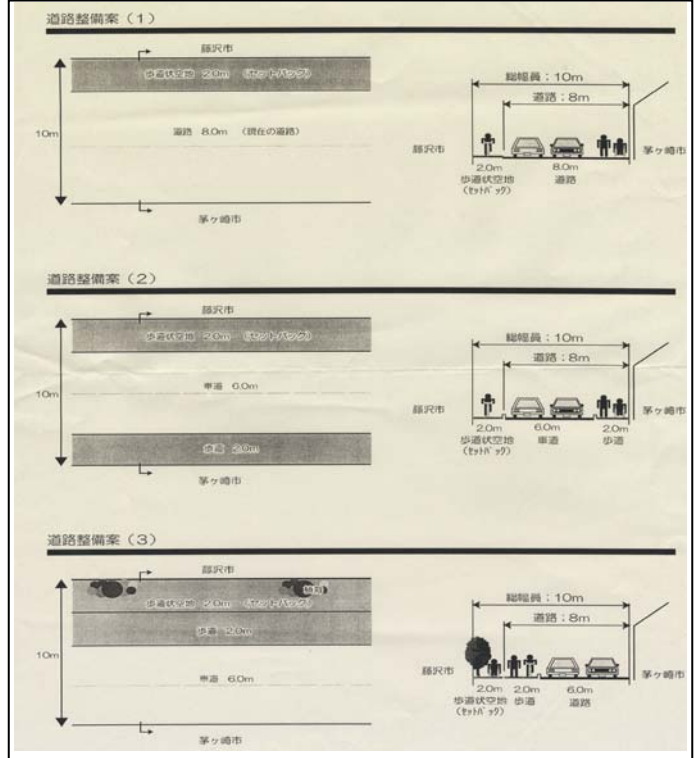 道路整備案（1）
藤沢市
歩道状空地 2.0m （セットバック）
10m
道路 8.0m （現在の道路）
茅ヶ崎市
総幅員：10m
道路：8m
藤沢市
茅ヶ崎市
2.0m
8.0m
歩道状空地
道路
(セットバック)
道路整備案（2）
藤沢市
歩道状空地 2.0m （セットバック）
車道 6.0m
10m
歩道 2.0m
茅ヶ崎市
総幅員：10m
道路：8m
藤沢市
茅ヶ崎市
2.0m
6.0m
2.0m
歩道状空地
車道
歩道
(セットバック)
道路整備案（3）
藤沢市
植栽
歩道状空地 2.0m （セットバック）
歩道 2.0m
10m
車道 6.0m
茅ヶ崎市
総幅員：10m
道路：8m
藤沢市
茅ヶ崎市
2.0m
2.0m
6.0m
歩道状空地
歩道
道路
(セットバック)